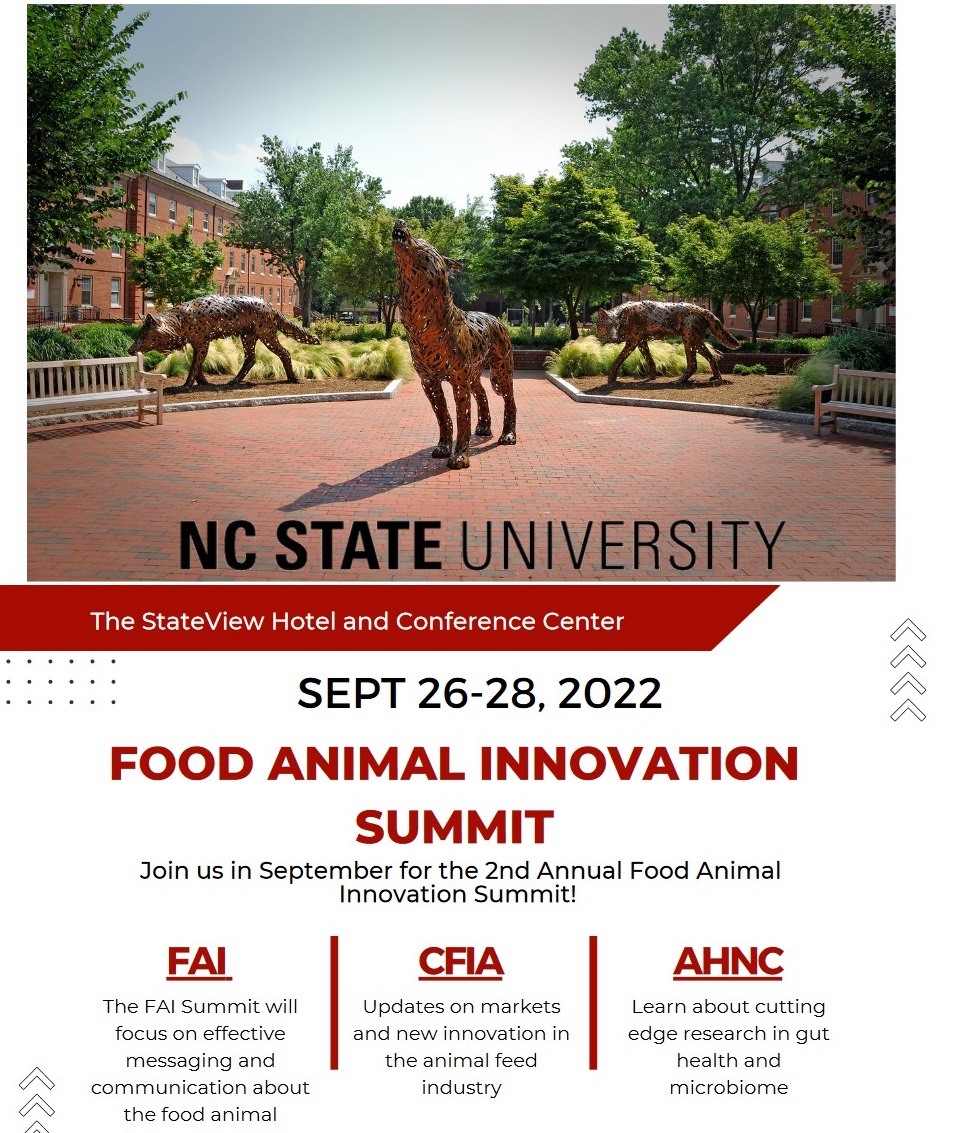 NC STATE UNIVERSITY
The StateView Hotel and Conference Center
SEPT 26-28, 2022
FOOD ANIMAL INNOVATION
SUMMIT
Join us in September for the 2nd Annual Food Animal
Innovation Summit!
FAI
The FAI Summit will
focus on effective
messaging and
communication about
the food animal
CFIA
Updates on markets
and new innovation in
the animal feed
industry
AHNC
Learn about cutting
edge research in gut
health and
microbiome